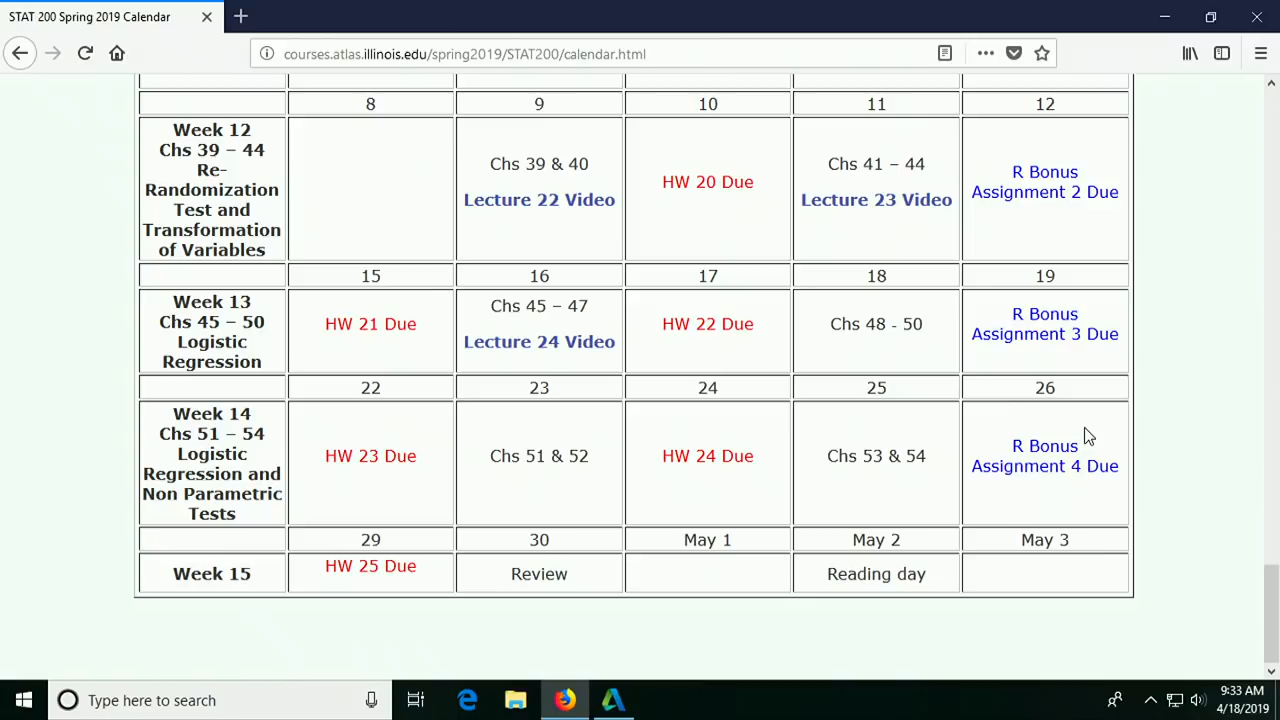 STAT 200 Spring 2019 Calendar
courses.atlas.illinois.edu/spring2019/STAT200/calendar.html
8 9 10 11 12
Week 12
Chs 39 – 44
Re-
Randomization
Test and
Transformation
of Variables
Chs 39 & 40
Lecture 22 Video
HW 20 Due
Chs 41 – 44
Lecture 23 Video
R Bonus
Assignment 2 Due
15 16 17 18 19
Week 13
Chs 45 – 50
Logistic
Regression
HW 21 Due
Chs 45 – 47
Lecture 24 Video
HW 22 Due
Chs 48 - 50
R Bonus
Assignment 3 Due
22 23 24 25 26
Week 14
Chs 51 – 54
Logistic
Regression and
Non Parametric
Tests
HW 23 Due
Chs 51 & 52
HW 24 Due
Chs 53 & 54
R Bonus
Assignment 4 Due
29 30 May 1 May 2 May 3
Week 15
HW 25 Due
Review
Reading day
Type here to search
9:33 AM
4/18/2019